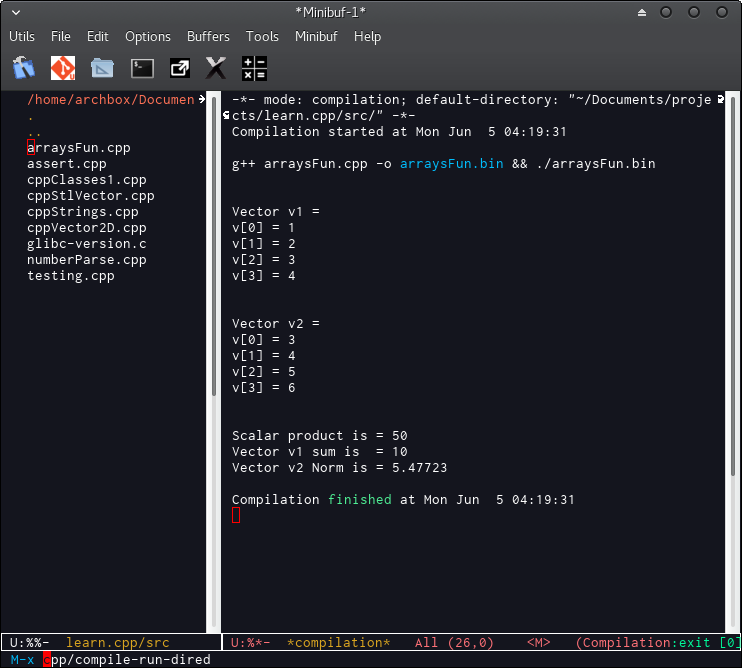 *Minibuf-1*
Utils File Edit Options Buffers Tools Minibuf Help
/home/archbox/Documen
.
..
arraysFun.cpp
assert.cpp
cppClasses1.cpp
cppStlVector.cpp
cppStrings.cpp
cppVector2D.cpp
glibc-version.c
numberParse.cpp
testing.cpp
-*- mode: compilation; default-directory: "~/Documents/proje
cts/learn.cpp/src/" -*-
Compilation started at Mon Jun  5 04:19:31
g++ arraysFun.cpp -o arraysFun.bin && ./arraysFun.bin
Vector v1 =
v[0] = 1
v[1] = 2
v[2] = 3
v[3] = 4
Vector v2 =
v[0] = 3
v[1] = 4
v[2] = 5
v[3] = 6
Scalar product is = 50
Vector v1 sum is  = 10
Vector v2 Norm is = 5.47723
Compilation finished at Mon Jun  5 04:19:31
U:%%-  learn.cpp/src
U:%*-  *compilation*   All (26,0)    <M>   (Compilation:exit [0]
M-x cpp/compile-run-dired